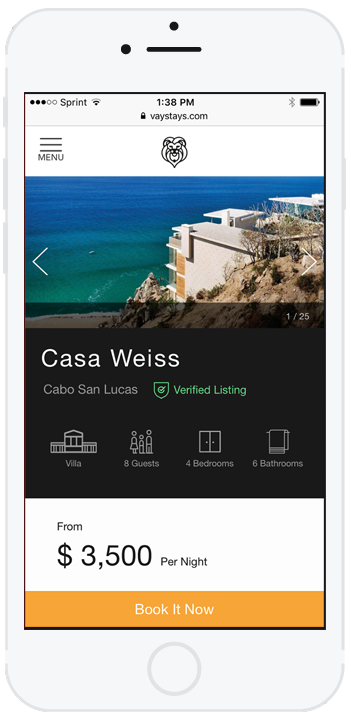 Sprint 1:38 PM
vaystays.com
MENU
1 / 25
Casa Weiss
Cabo San Lucas Verified Listing
Villa 8 Guests 4 Bedrooms 6 Bathrooms
From
$ 3,500 Per Night
Book It Now